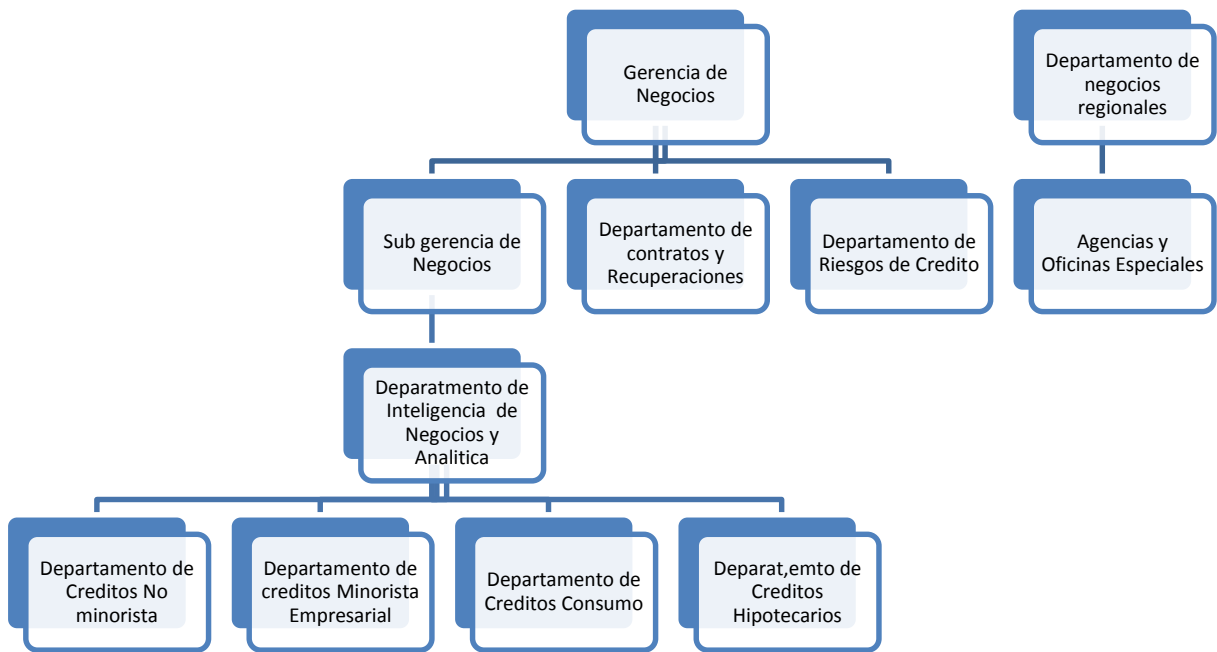 Gerencia de
Negocios
Departamento de
negocios
regionales
Sub gerencia de
Negocios
Departamento de
contratos y
Recuperaciones
Departamento de
Riesgos de Credito
Agencias y
Oficinas Especiales
Deparatmento de
Inteligencia de
Negocios y
Analitica
Departamento de
Creditos No
minorista
Departamento de
creditos Minorista
Empresarial
Departamento de
Creditos Consumo
Deparat,emto de
Creditos
Hipotecarios